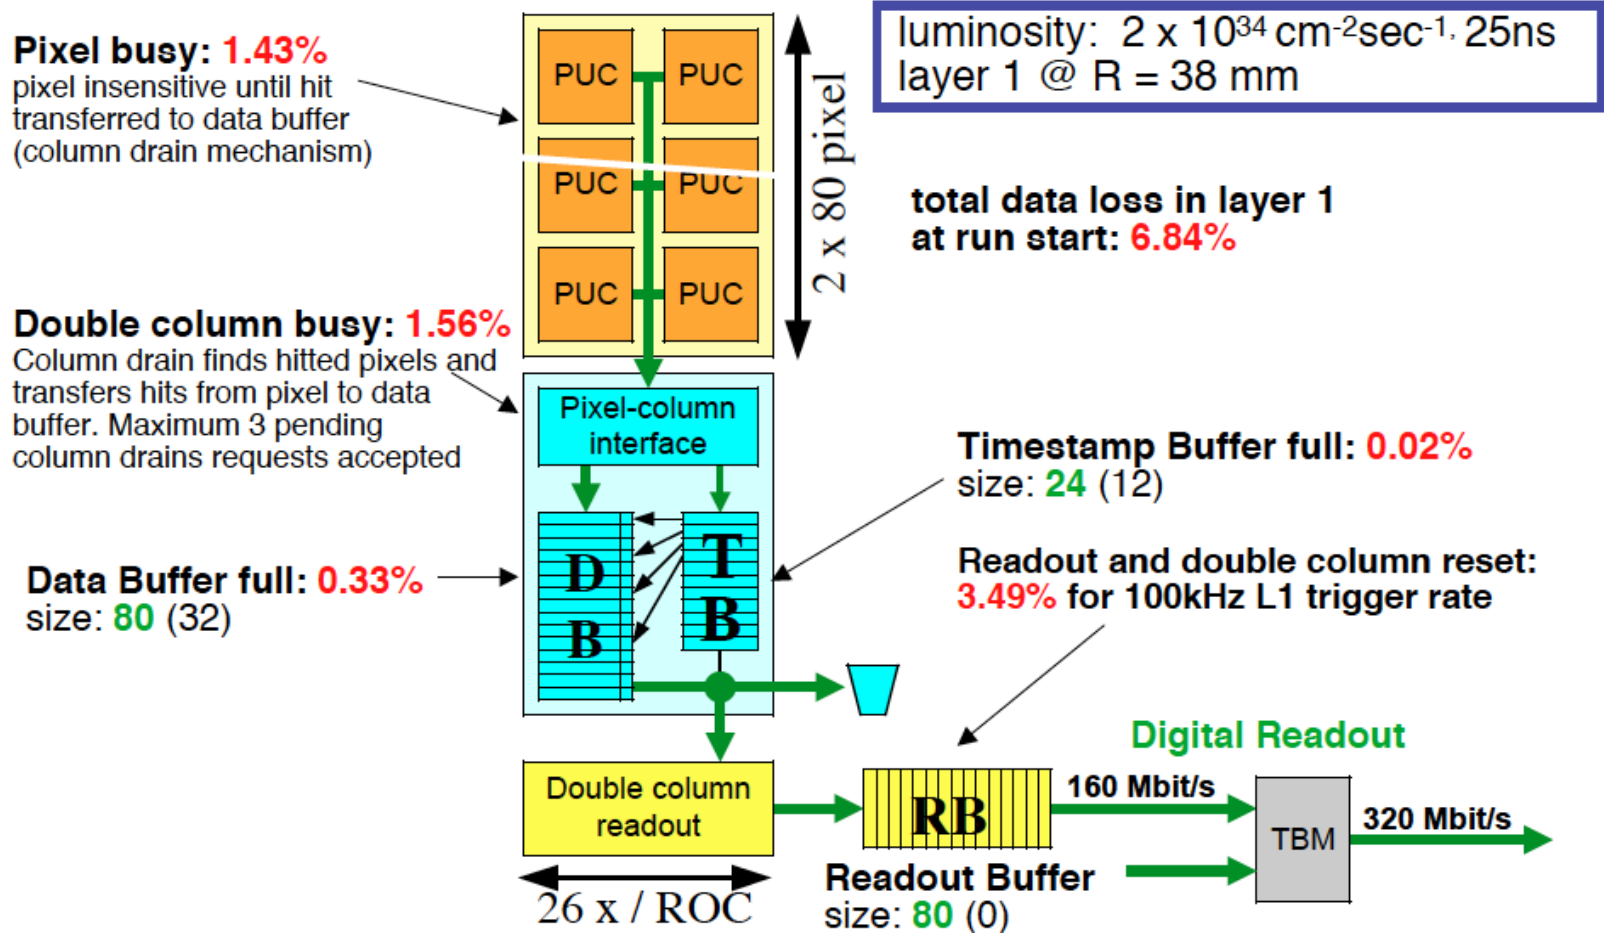 Pixel busy: 1.43%
pixel insensitive until hit
transferred to data buffer
(column drain mechanism)
PUC PUC
PUC PUC
PUC PUC
2 x 80 pixel
luminosity: 2 x 10³⁴ cm⁻²sec⁻¹, 25ns
layer 1 @ R = 38 mm
total data loss in layer 1
at run start: 6.84%
Double column busy: 1.56%
Column drain finds hitted pixels and
transfers hits from pixel to data
buffer. Maximum 3 pending
column drains requests accepted
Pixel-column
interface
Timestamp Buffer full: 0.02%
size: 24 (12)
Data Buffer full: 0.33%
size: 80 (32)
D
B
T
B
Readout and double column reset:
3.49% for 100kHz L1 trigger rate
Digital Readout
Double column
readout
RB
160 Mbit/s
TBM
320 Mbit/s
26 x / ROC
Readout Buffer
size: 80 (0)